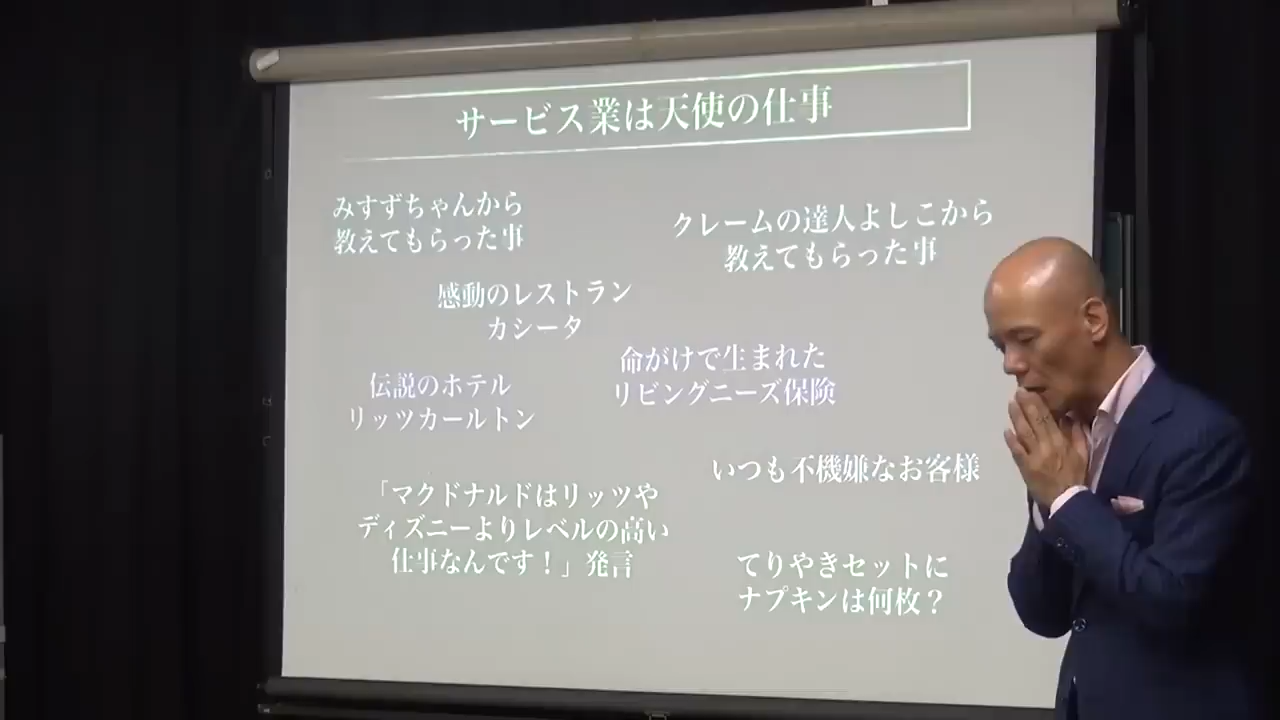 サービス業は天使の仕事
みすずちゃんから
教えてもらった事
クレームの達人よしこから
教えてもらった事
感動のレストラン
カシータ
命がけで生まれた
リビングニーズ保険
伝説のホテル
リッツカールトン
いつも不機嫌なお客様
「マクドナルドはリッツや
ディズニーよりレベルの高い
仕事なんです！」発言
てりやきセットに
ナプキンは何枚？